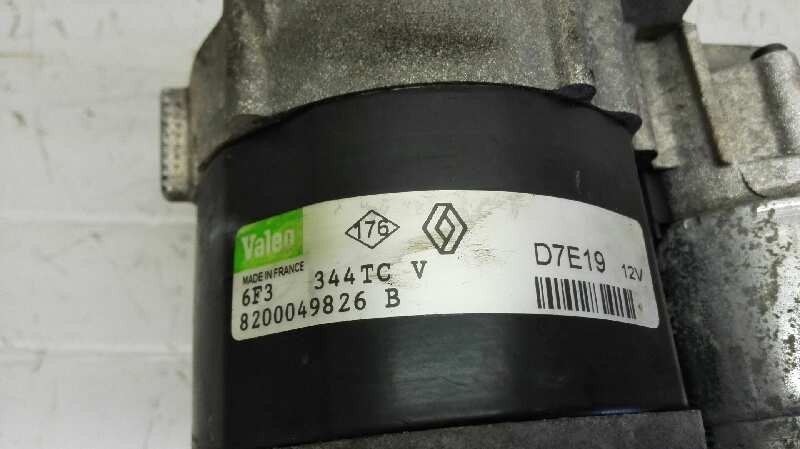 Valeo
176
MADE IN FRANCE
6F3 344TC V
8200049826 B
D7E19 12V